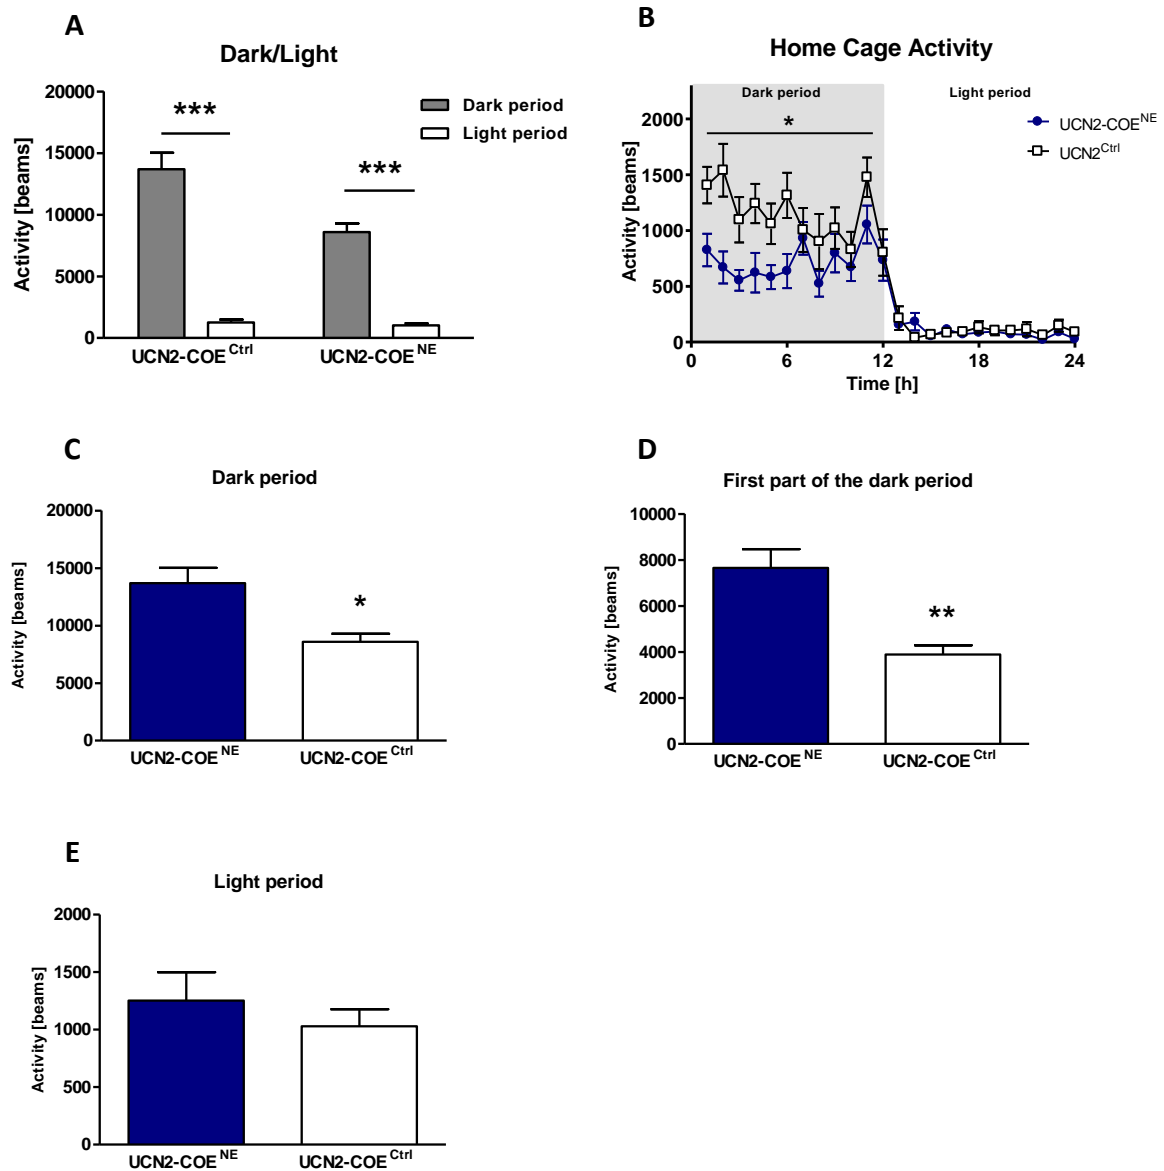 A
Dark/Light
Activity [beams]
20000
15000
10000
5000
0
***
***
Dark period
Light period
UCN2-COE^Ctrl
UCN2-COE^NE
B
Home Cage Activity
Activity [beams]
2000
1500
1000
500
0
Dark period
Light period
*
UCN2-COE^NE
UCN2^Ctrl
0 6 12 18 24
Time [h]
C
Dark period
Activity [beams]
20000
15000
10000
5000
0
*
UCN2-COE^NE
UCN2-COE^Ctrl
D
First part of the dark period
Activity [beams]
10000
8000
6000
4000
2000
0
**
UCN2-COE^NE
UCN2-COE^Ctrl
E
Light period
Activity [beams]
2000
1500
1000
500
0
UCN2-COE^NE
UCN2-COE^Ctrl